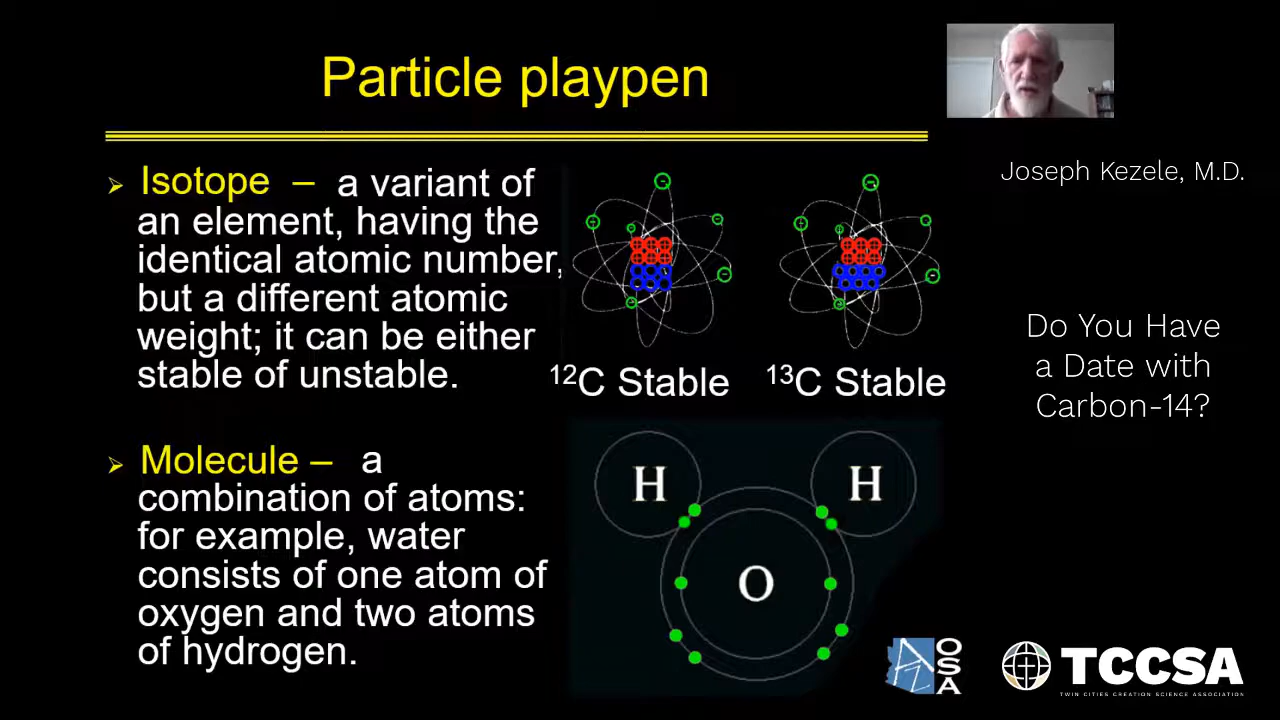 Particle playpen
Joseph Kezele, M.D.
➢ Isotope – a variant of
an element, having the
identical atomic number,
but a different atomic
weight; it can be either
stable of unstable.
¹²C Stable
¹³C Stable
Do You Have
a Date with
Carbon-14?
➢ Molecule – a
combination of atoms:
for example, water
consists of one atom of
oxygen and two atoms
of hydrogen.
H
H
O
AZ
OSA
TCCSA
TWIN CITIES CREATION SCIENCE ASSOCIATION